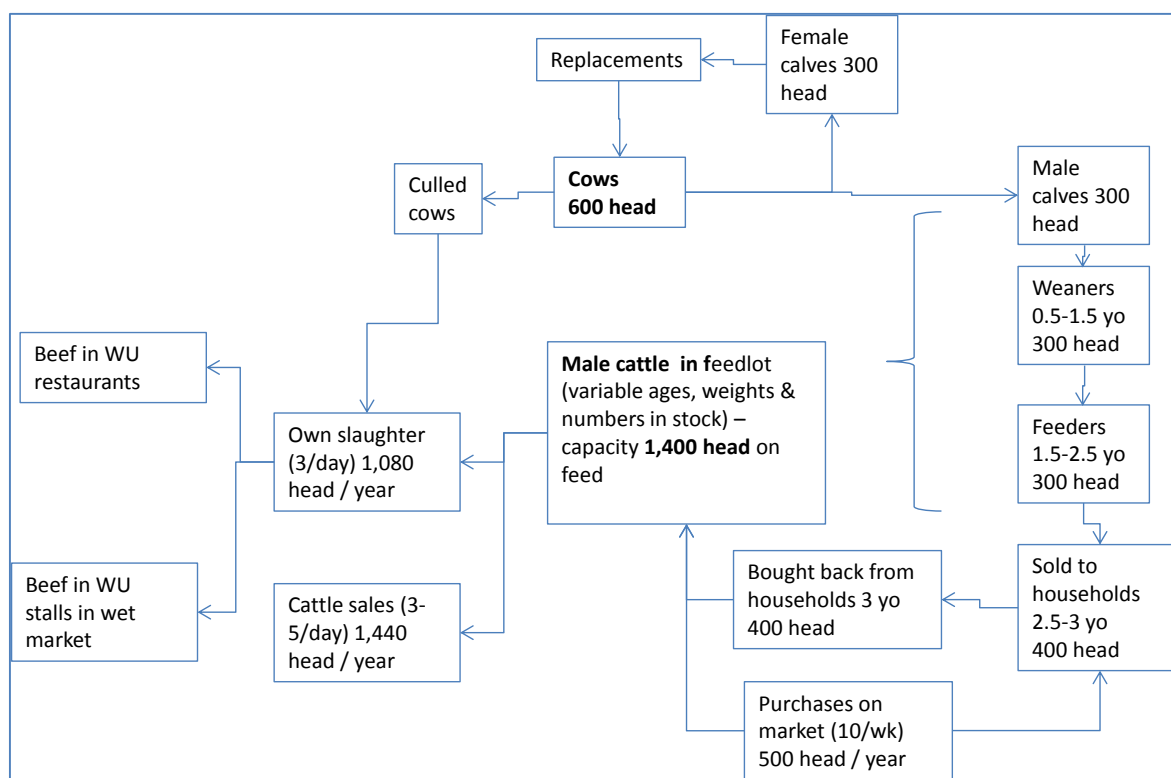 Female
calves 300
head
Replacements
Cows
600 head
Culled
cows
Male
calves 300
head
Weaners
0.5-1.5 yo
300 head
Beef in WU
restaurants
Male cattle in feedlot
(variable ages, weights &
numbers in stock) –
capacity 1,400 head on
feed
Own slaughter
(3/day) 1,080
head / year
Feeders
1.5-2.5 yo
300 head
Beef in WU
stalls in wet
market
Cattle sales (3-
5/day) 1,440
head / year
Bought back from
households 3 yo
400 head
Sold to
households
2.5-3 yo
400 head
Purchases on
market (10/wk)
500 head / year